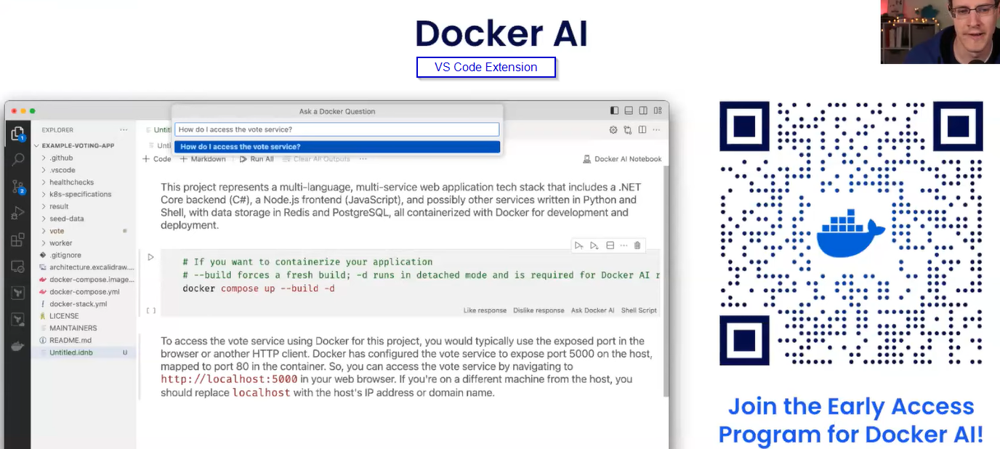 Docker AI
VS Code Extension
Ask a Docker Question
How do I access the vote service?
How do I access the vote service?
EXPLORER
EXAMPLE-VOTING-APP
.github
.vscode
healthchecks
k8s-specifications
result
seed-data
vote
worker
.gitignore
architecture.excalidraw....
docker-compose.image...
docker-compose.yml
docker-stack.yml
LICENSE
MAINTAINERS
README.md
Untitled.idnb U
Code Markdown Run All Clear All Outputs Docker AI Notebook
This project represents a multi-language, multi-service web application tech stack that includes a .NET
Core backend (C#), a Node.js frontend (JavaScript), and possibly other services written in Python and
Shell, with data storage in Redis and PostgreSQL, all containerized with Docker for development and
deployment.
# If you want to containerize your application
# --build forces a fresh build; -d runs in detached mode and is required for Docker AI r
docker compose up --build -d
Like response Dislike response Ask Docker AI Shell Script
To access the vote service using Docker for this project, you would typically use the exposed port in the
browser or another HTTP client. Docker has configured the vote service to expose port 5000 on the host,
mapped to port 80 in the container. So, you can access the vote service by navigating to
http://localhost:5000 in your web browser. If you're on a different machine from the host, you
should replace localhost with the host's IP address or domain name.
Join the Early Access
Program for Docker AI!